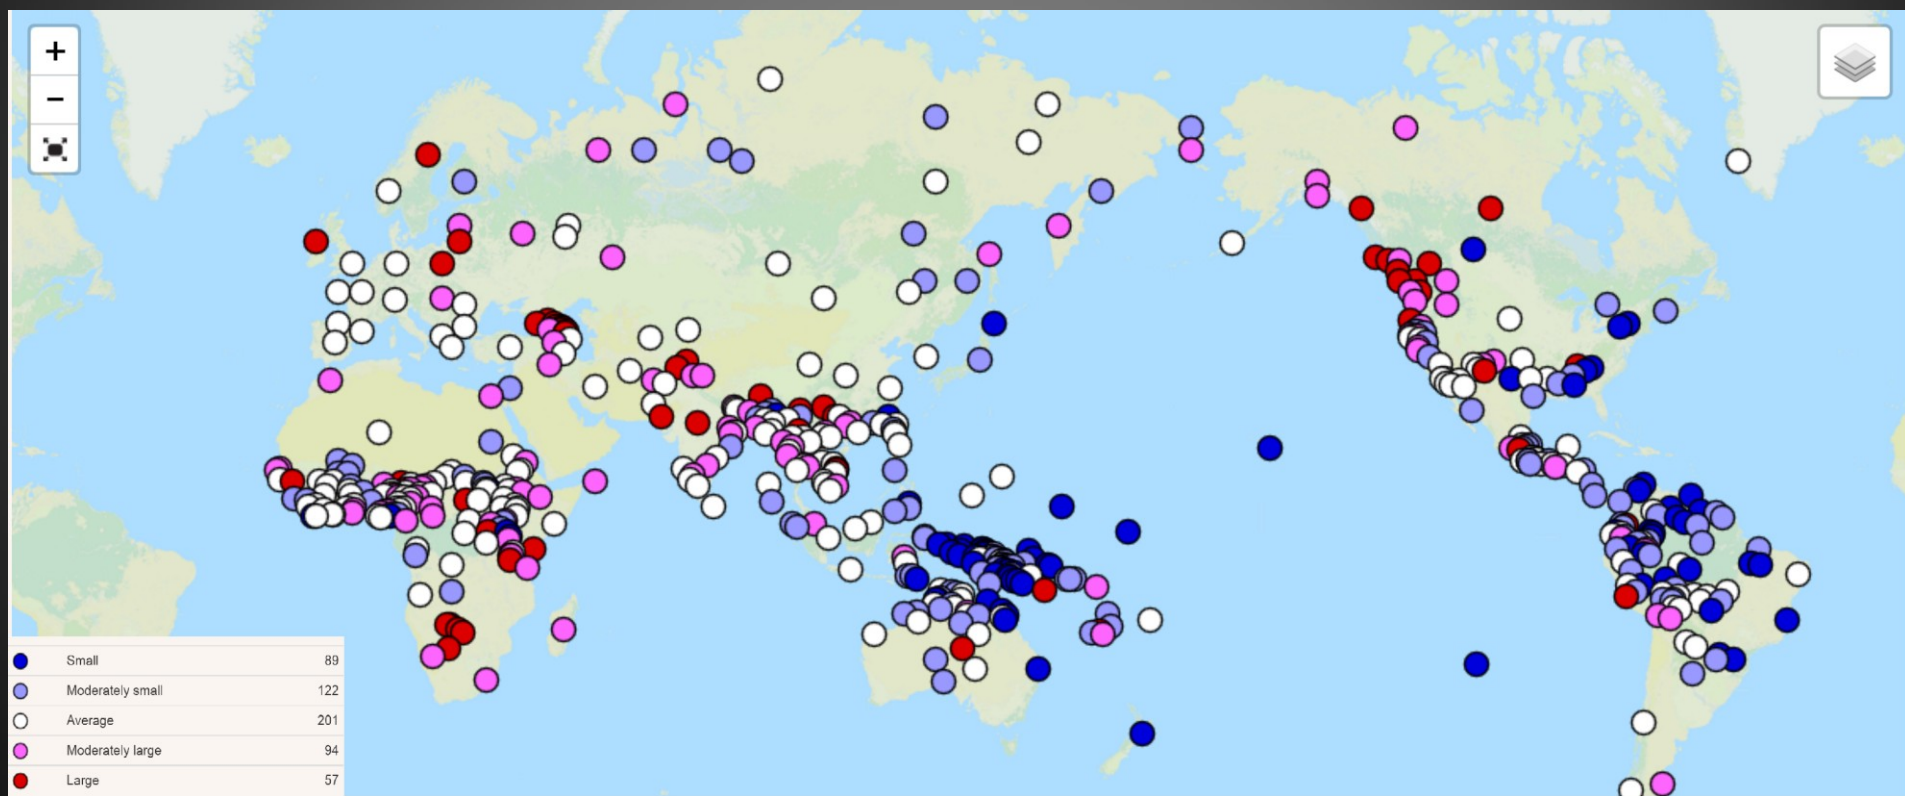 +
−
Small 89
Moderately small 122
Average 201
Moderately large 94
Large 57